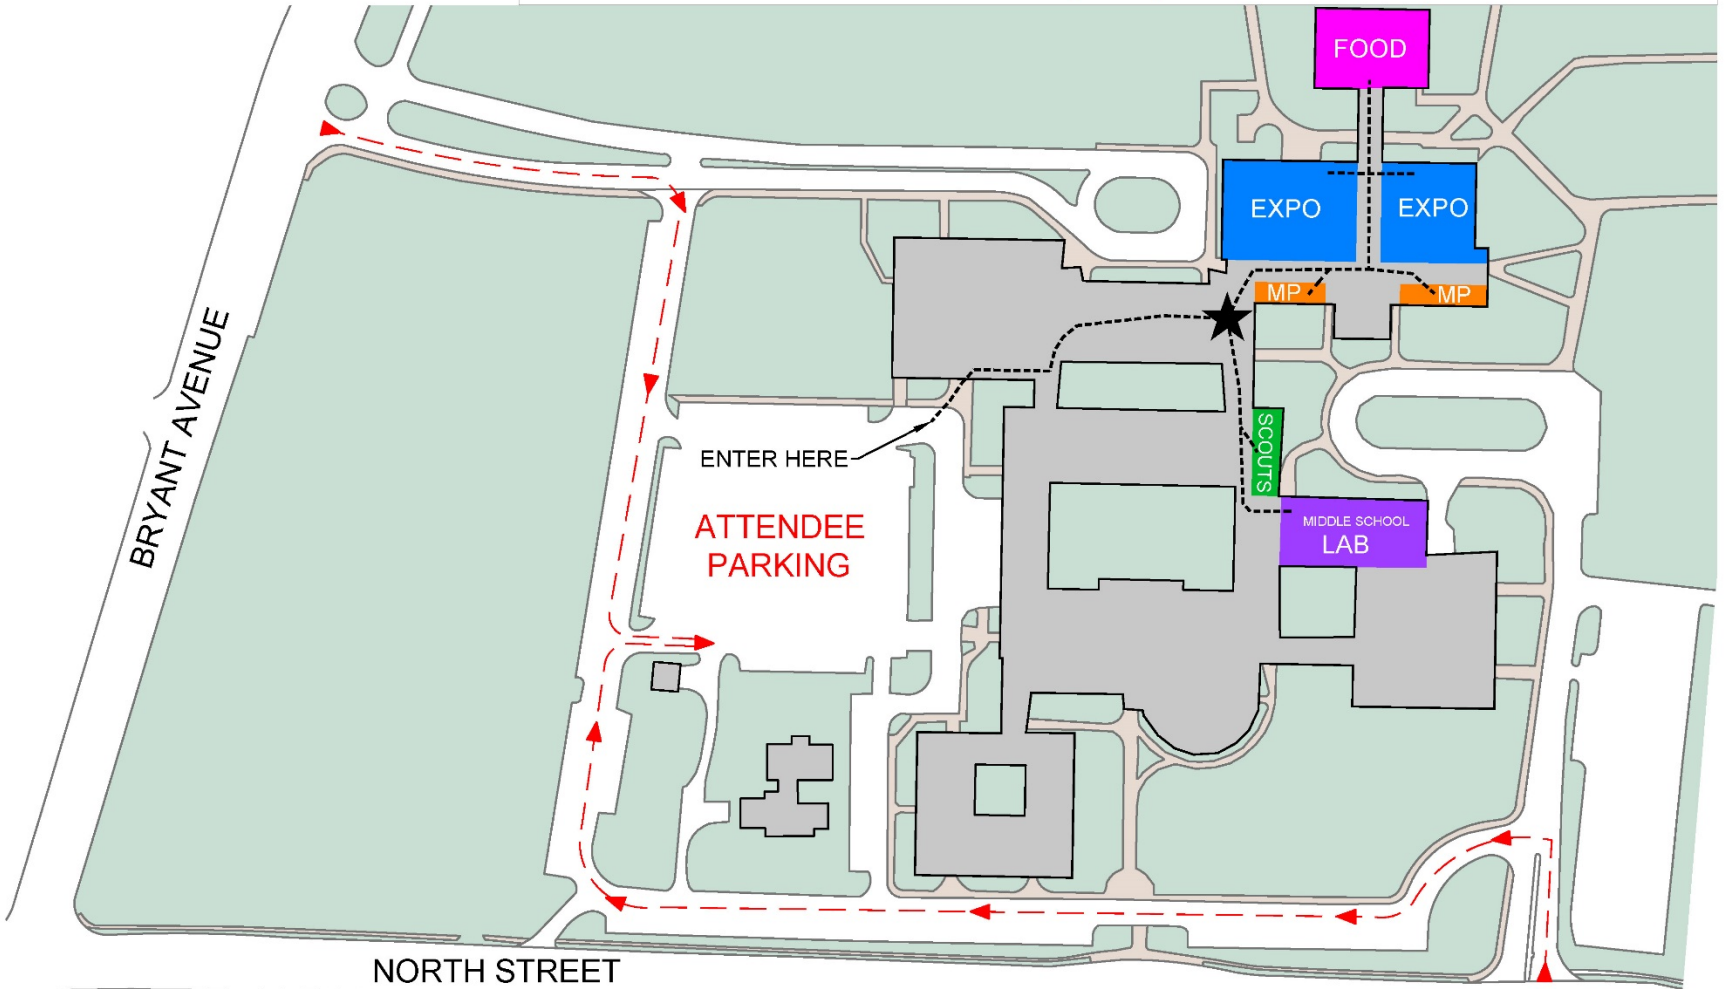 FOOD
EXPO
EXPO
MP
MP
BRYANT AVENUE
SCOUTS
ENTER HERE
ATTENDEE
PARKING
MIDDLE SCHOOL
LAB
NORTH STREET